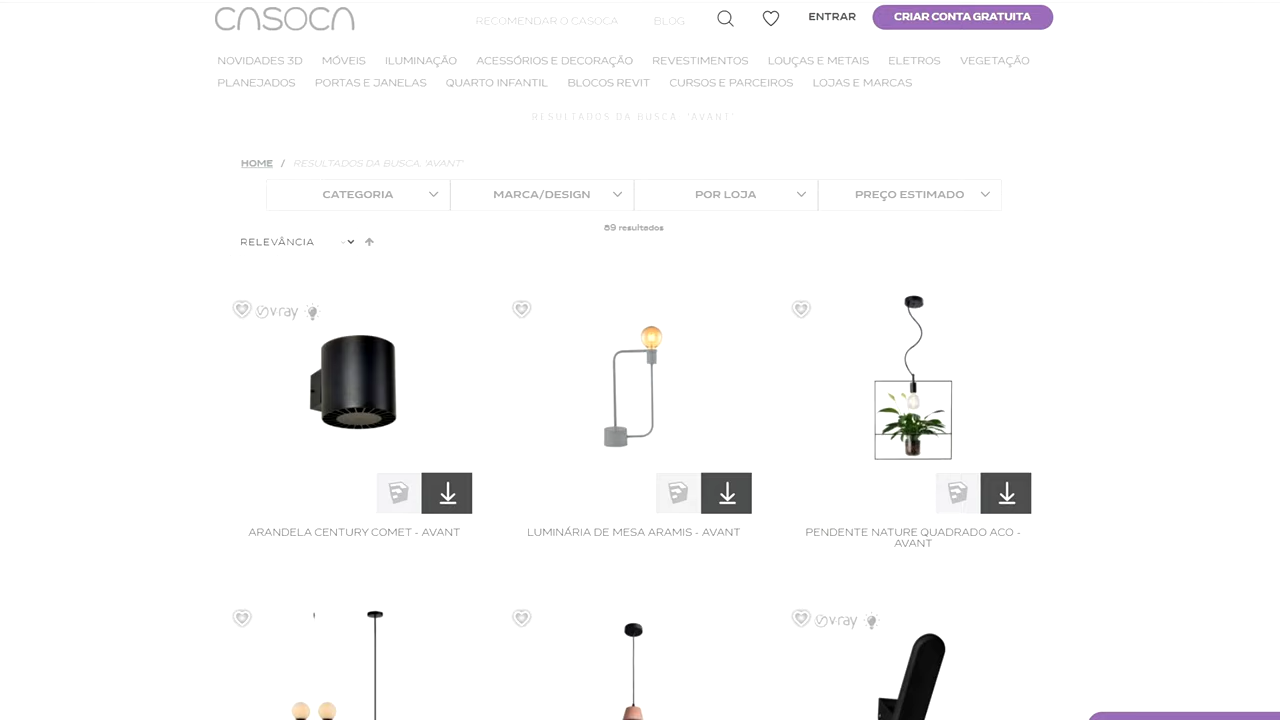 CASOCA
RECOMENDAR O CASOCA BLOG ENTRAR CRIAR CONTA GRATUITA
NOVIDADES 3D MÓVEIS ILUMINAÇÃO ACESSÓRIOS E DECORAÇÃO REVESTIMENTOS LOUÇAS E METAIS ELETROS VEGETAÇÃO
PLANEJADOS PORTAS E JANELAS QUARTO INFANTIL BLOCOS REVIT CURSOS E PARCEIROS LOJAS E MARCAS
RESULTADOS DA BUSCA: 'AVANT'
HOME / RESULTADOS DA BUSCA: 'AVANT'
CATEGORIA MARCA/DESIGN POR LOJA PREÇO ESTIMADO
89 resultados
RELEVÂNCIA
vray
ARANDELA CENTURY COMET - AVANT
LUMINÁRIA DE MESA ARAMIS - AVANT
PENDENTE NATURE QUADRADO ACO -
AVANT
vray